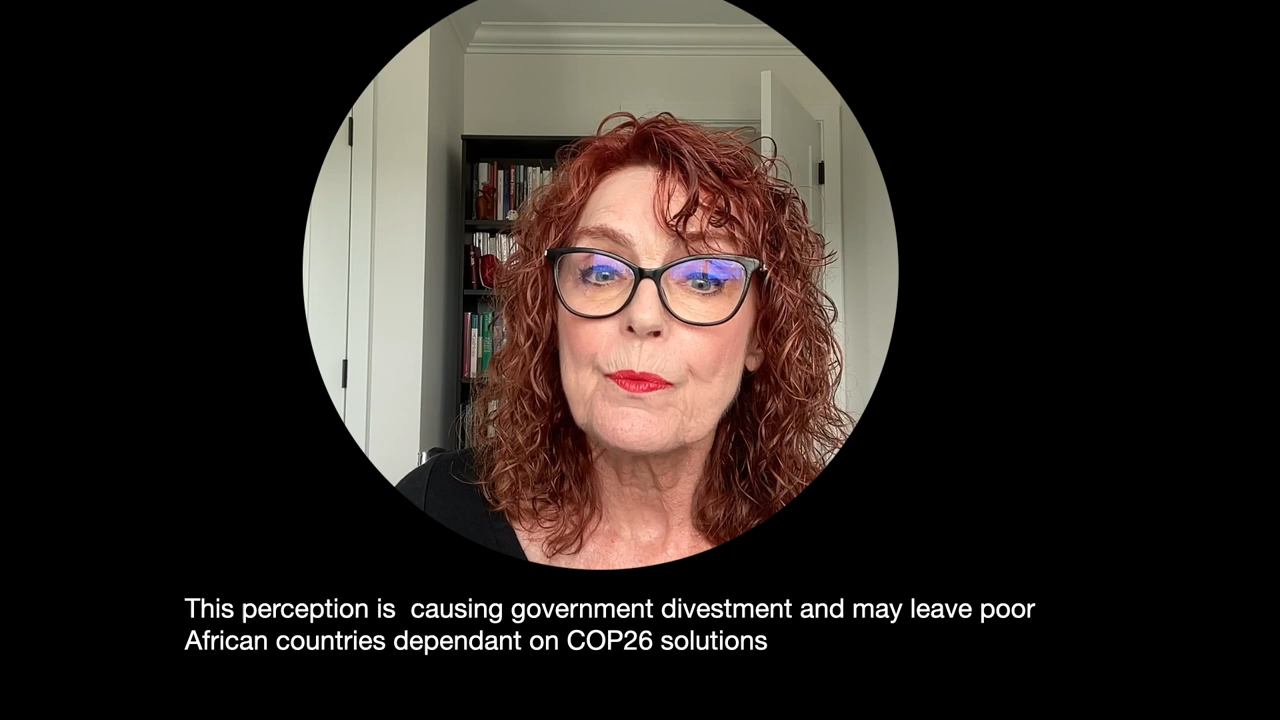 This perception is  causing government divestment and may leave poor
African countries dependant on COP26 solutions